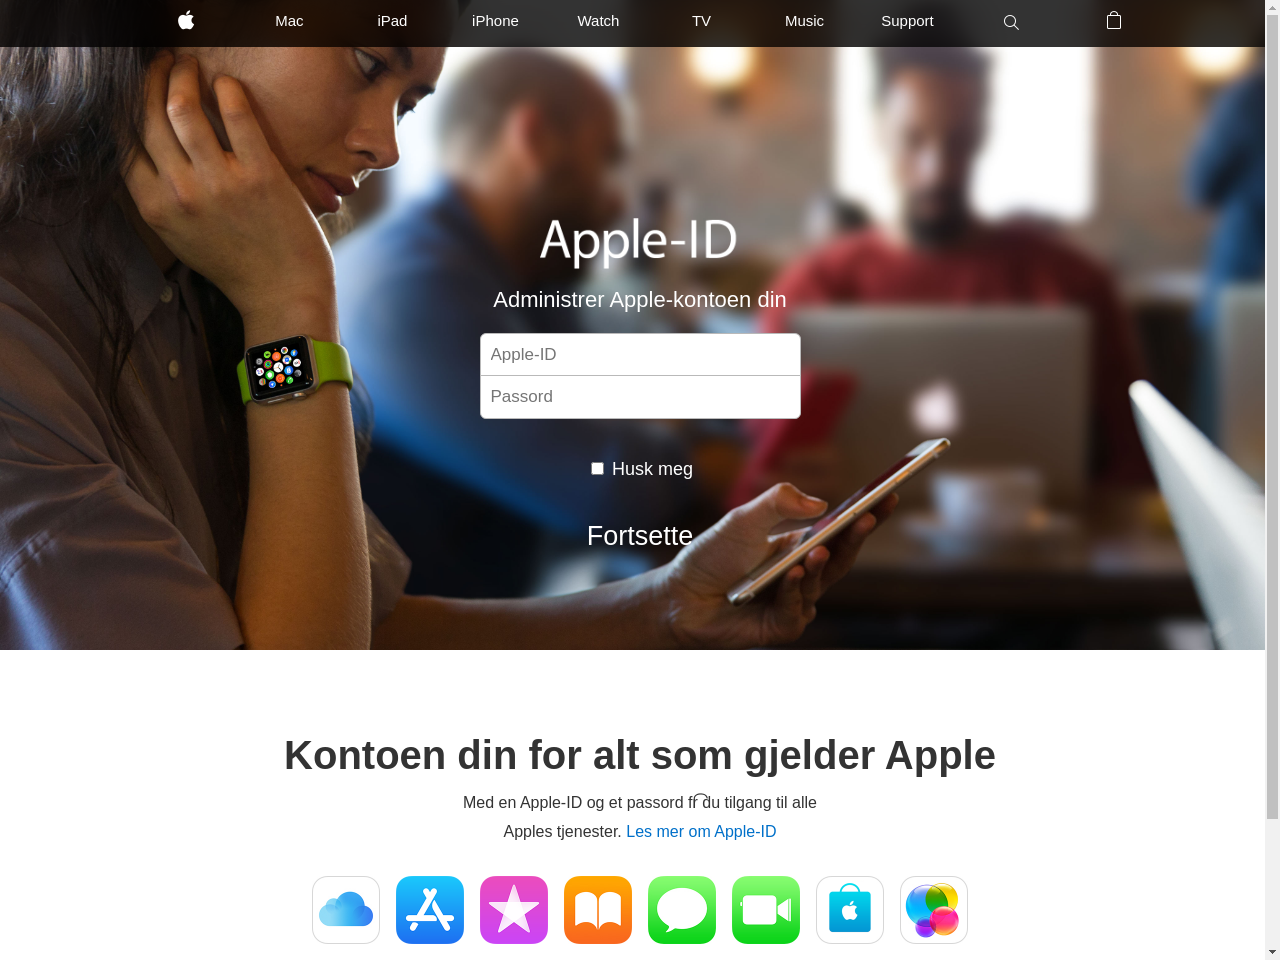 Mac iPad iPhone Watch TV Music Support
Apple-ID
Administrer Apple-kontoen din
Apple-ID
Passord
Husk meg
Fortsette
Kontoen din for alt som gjelder Apple
Med en Apple-ID og et passord du tilgang til alle
Apples tjenester. Les mer om Apple-ID